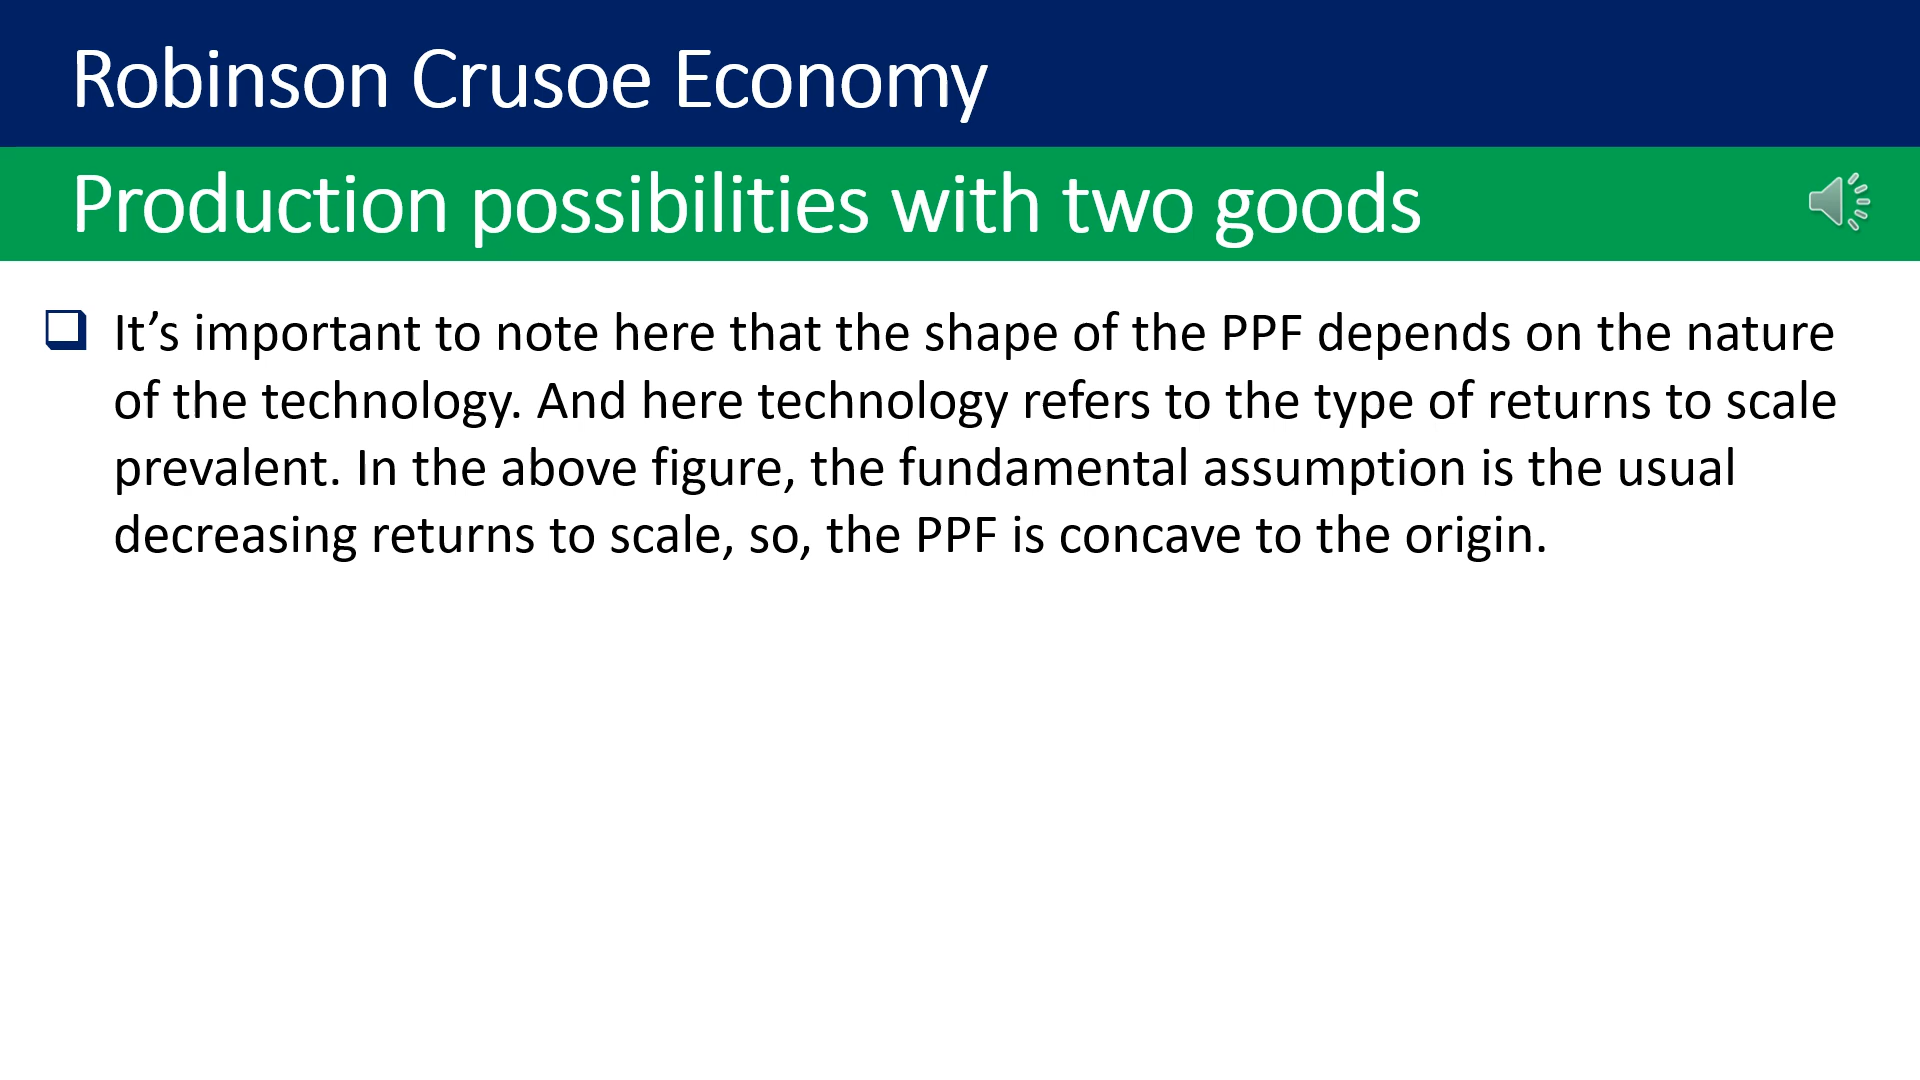 Robinson Crusoe Economy
Production possibilities with two goods
It’s important to note here that the shape of the PPF depends on the nature
of the technology. And here technology refers to the type of returns to scale
prevalent. In the above figure, the fundamental assumption is the usual
decreasing returns to scale, so, the PPF is concave to the origin.